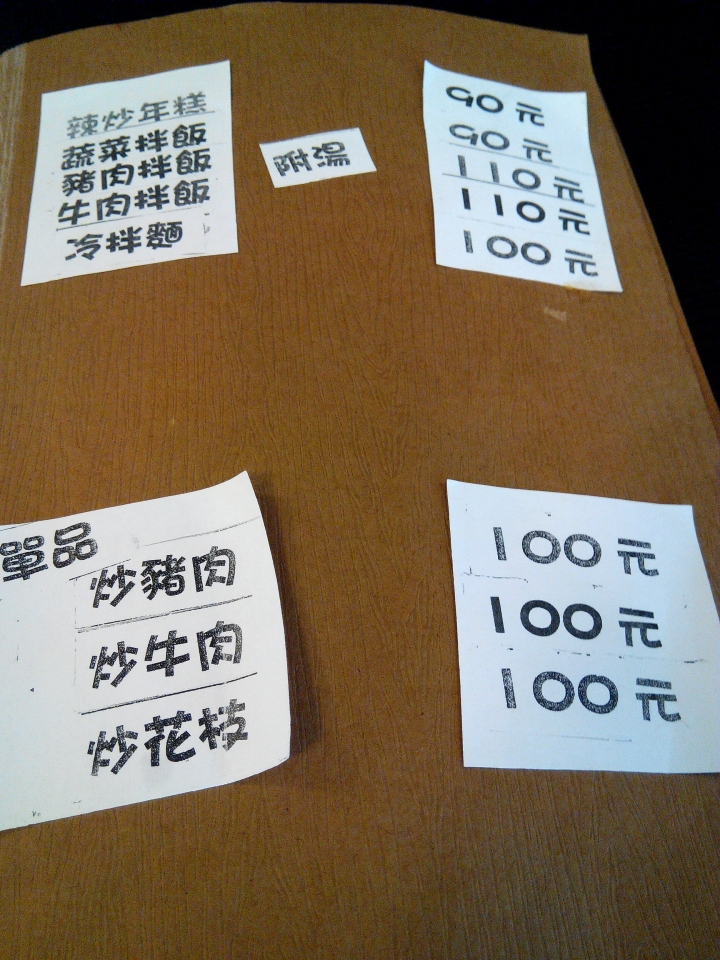 辣炒年糕
蔬菜拌飯
豬肉拌飯
牛肉拌飯
冷拌麵
附湯
90元
90元
110元
110元
100元
單品
炒豬肉
炒牛肉
炒花枝
100元
100元
100元